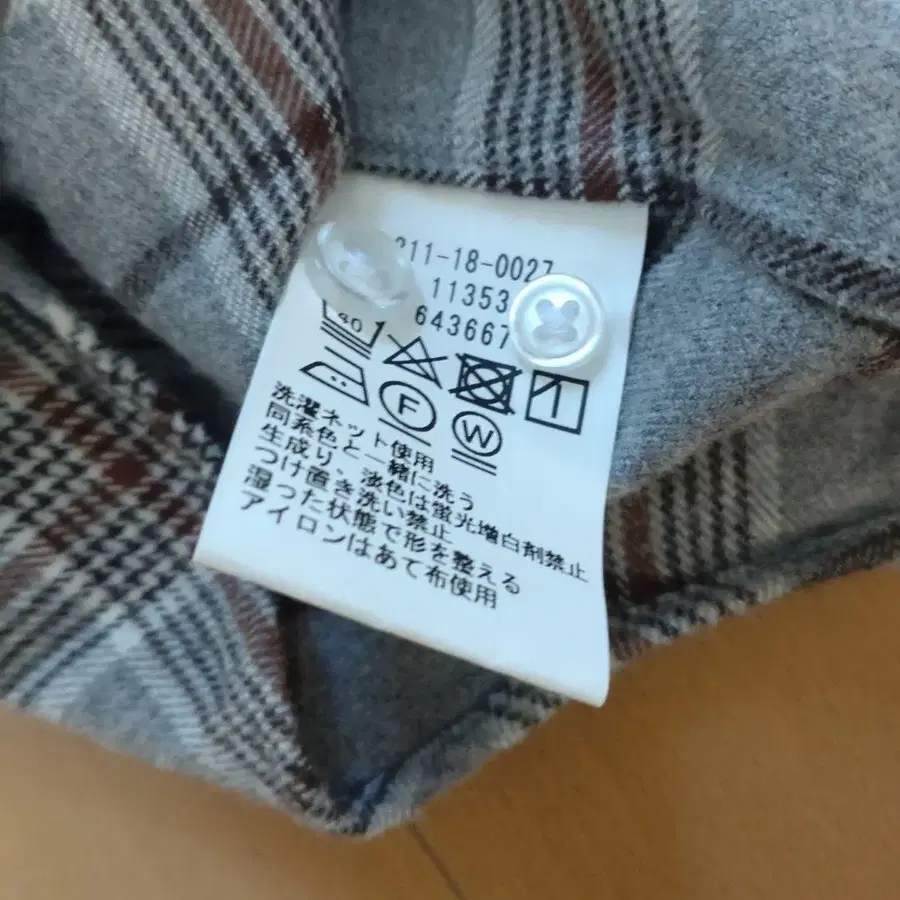 211-18-0027
11353
643667
40
F
W
洗濯ネット使用
同系色と一緒に洗う
生成り、淡色は蛍光増白剤禁止
つけ置き洗い禁止
湿った状態で形を整える
アイロンはあて布使用